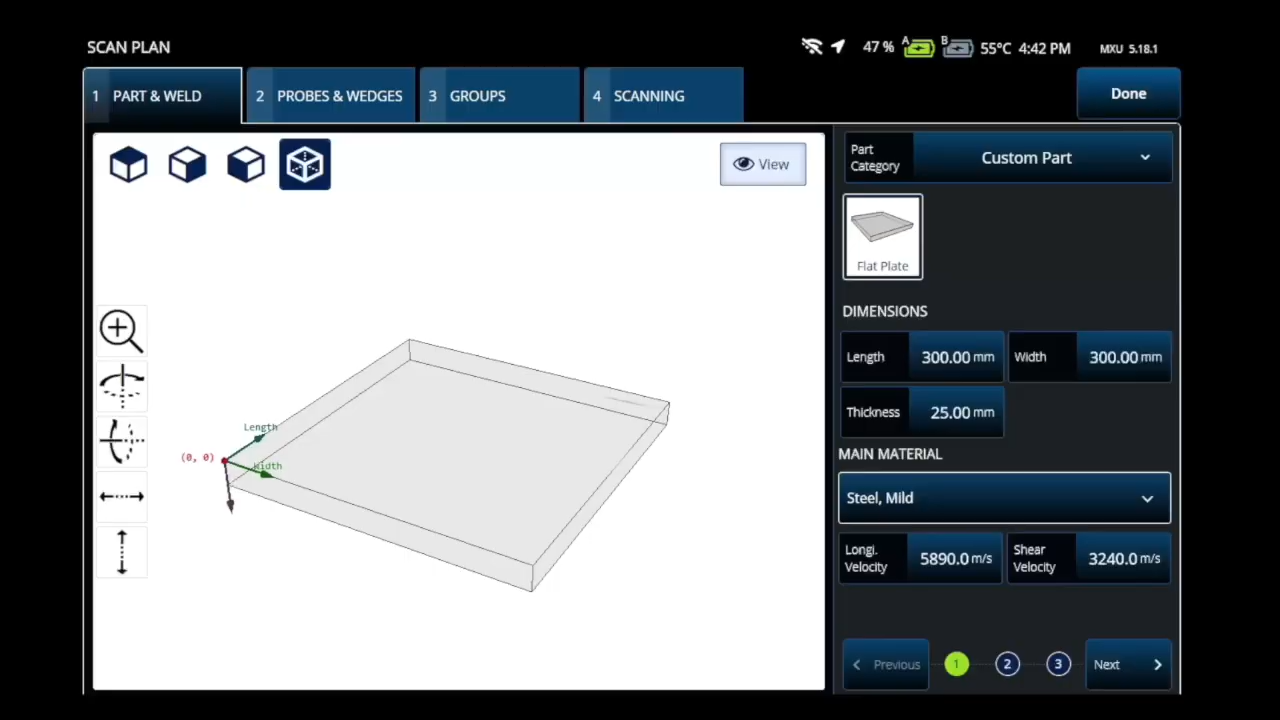 SCAN PLAN
47 % A B 55°C 4:42 PM MXU 5.18.1
1 PART & WELD 2 PROBES & WEDGES 3 GROUPS 4 SCANNING Done
View
Part Category Custom Part
Flat Plate
DIMENSIONS
Length 300.00 mm Width 300.00 mm
Thickness 25.00 mm
MAIN MATERIAL
Steel, Mild
Longi. Velocity 5890.0 m/s Shear Velocity 3240.0 m/s
Previous 1 2 3 Next
Length
(0, 0)
Width